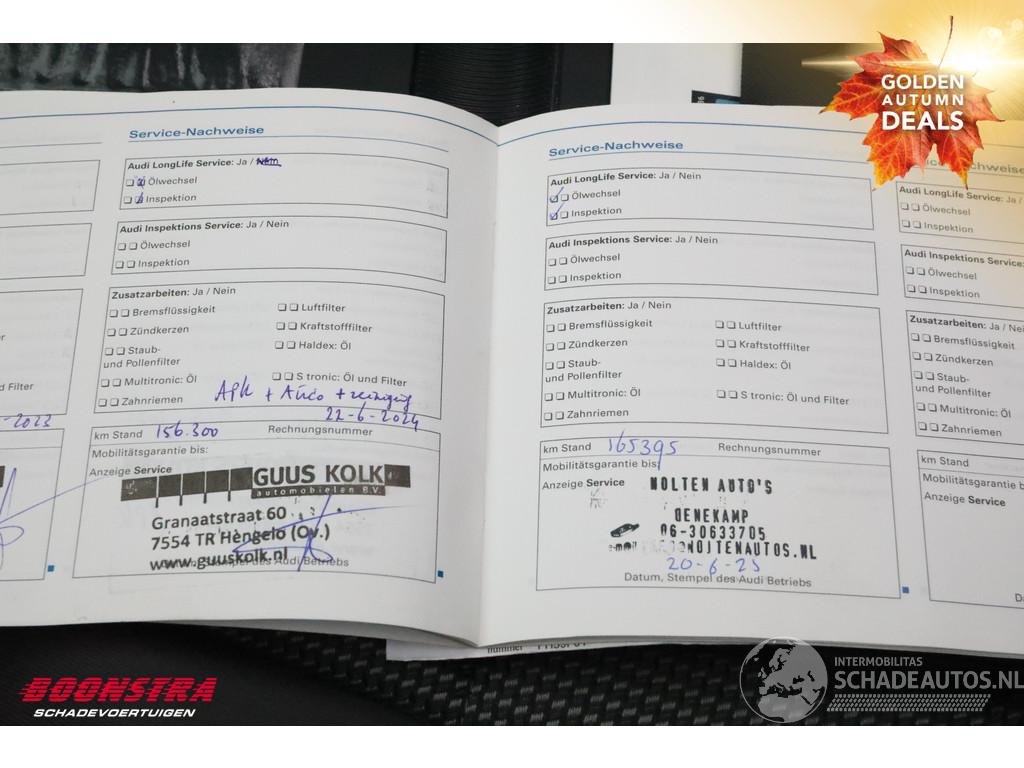 GOLDEN
AUTUMN
DEALS
Service-Nachweise
Audi LongLife Service: Ja / Nein
Ölwechsel
Inspektion
Audi Inspektions Service: Ja / Nein
Ölwechsel
Inspektion
Zusatzarbeiten: Ja / Nein
Bremsflüssigkeit
Luftfilter
Zündkerzen
Kraftstofffilter
Staub-
und Pollenfilter
Haldex: Öl
Multitronic: Öl
S tronic: Öl und Filter
Zahnriemen
APK + Airco + reiniging
22-6-2024
km Stand 156.300 Rechnungsnummer
Mobilitätsgarantie bis:
Anzeige Service
GUUS KOLK
automobielen B.V.
Granaatstraat 60
7554 TR Hengelo (Ov.)
www.guuskolk.nl
des Audi Betriebs
d Filter
-2023
Service-Nachweise
Audi LongLife Service: Ja / Nein
Ölwechsel
Inspektion
Audi Inspektions Service: Ja / Nein
Ölwechsel
Inspektion
Zusatzarbeiten: Ja / Nein
Bremsflüssigkeit
Luftfilter
Zündkerzen
Kraftstofffilter
Staub-
und Pollenfilter
Haldex: Öl
Multitronic: Öl
S tronic: Öl und Filter
Zahnriemen
km Stand 165395 Rechnungsnummer
Mobilitätsgarantie bis:
Anzeige Service
NOLTEN AUTO'S
DENEKAMP
06-30633705
20-6-25
Datum, Stempel des Audi Betriebs
Audi LongLife Service: Ja /
Ölwechsel
Inspektion
Audi Inspektions Service:
Ölwechsel
Inspektion
Zusatzarbeiten: Ja / Nei
Bremsflüssigkeit
Zündkerzen
Staub-
und Pollenfilter
Multitronic: Öl
Zahnriemen
km Stand
Mobilitätsgarantie bis:
Anzeige Service
nummer
BOONSTRA
SCHADEVOERTUIGEN
INTERMOBILITAS
SCHADEAUTOS.NL